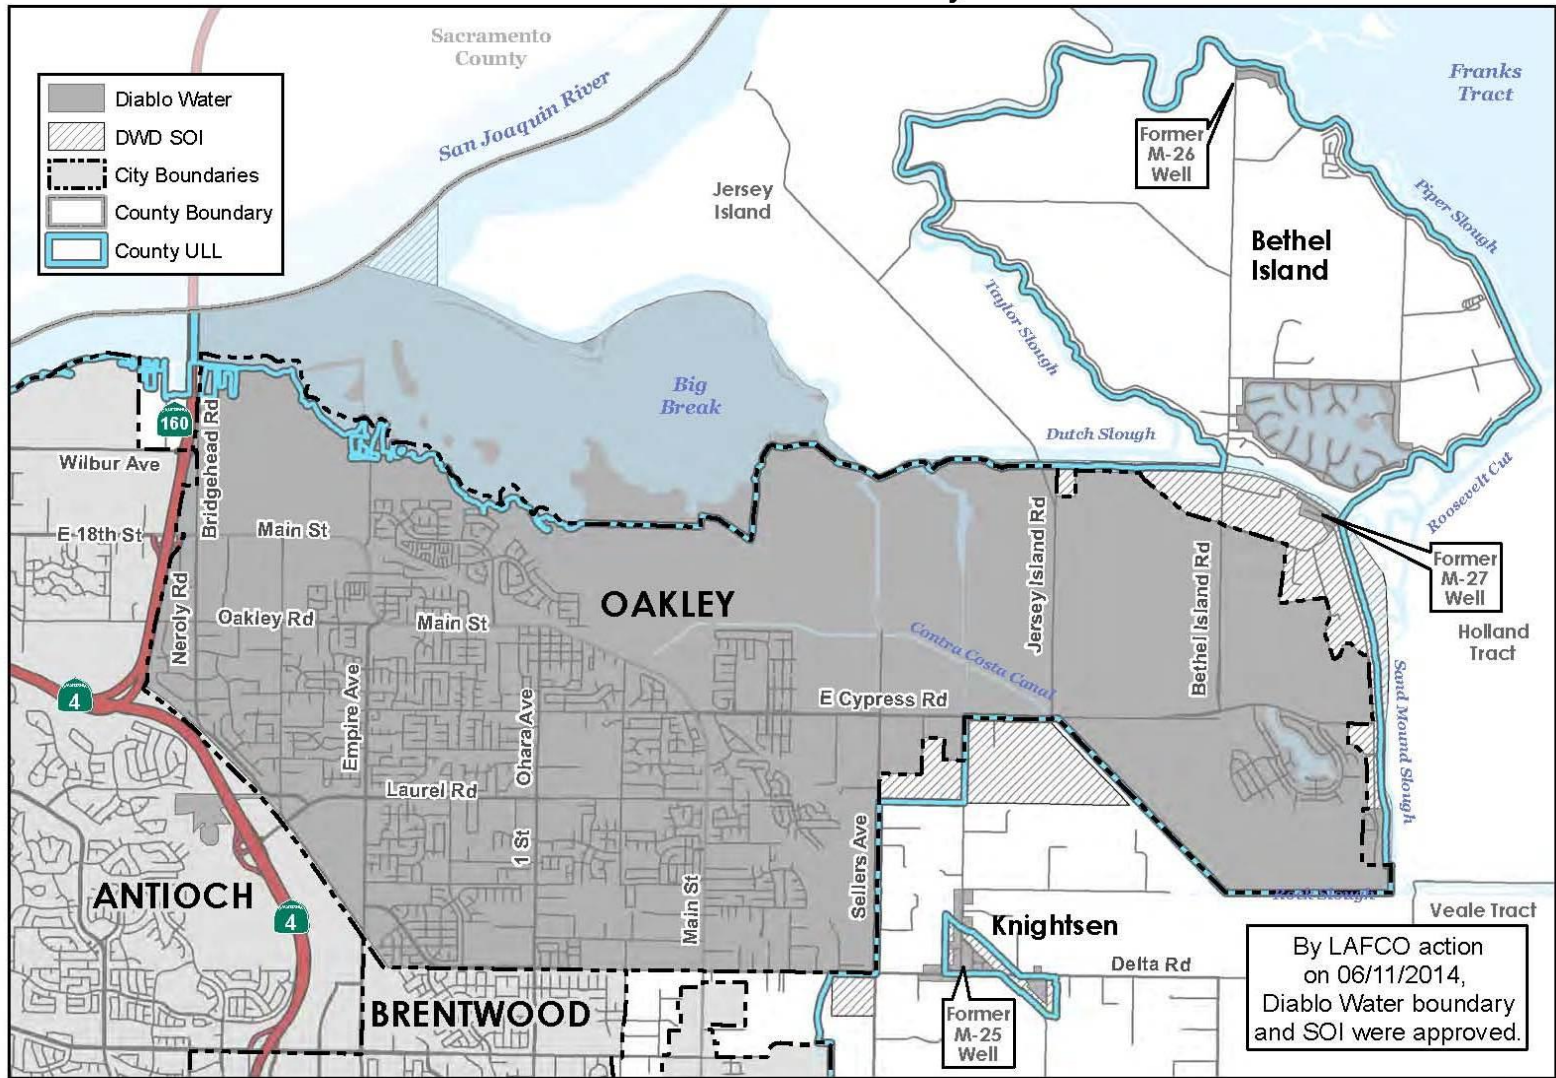 Sacramento
County
Diablo Water
DWD SOI
City Boundaries
County Boundary
County ULL
San Joaquin River
Jersey
Island
Franks
Tract
Former
M-26
Well
Piper Slough
Bethel
Island
Taylor Slough
Big
Break
Dutch Slough
Roosevelt Cut
160
Wilbur Ave
Bridgehead Rd
E 18th St
Main St
Neroly Rd
Oakley Rd
Main St
OAKLEY
Jersey Island Rd
Bethel Island Rd
Former
M-27
Well
Holland
Tract
Contra Costa Canal
E Cypress Rd
Sand Mound Slough
4
Empire Ave
Ohara Ave
Laurel Rd
1 St
Main St
Sellers Ave
ANTIOCH
4
Rock Slough
Veale Tract
Knightsen
Delta Rd
BRENTWOOD
Former
M-25
Well
By LAFCO action
on 06/11/2014,
Diablo Water boundary
and SOI were approved.